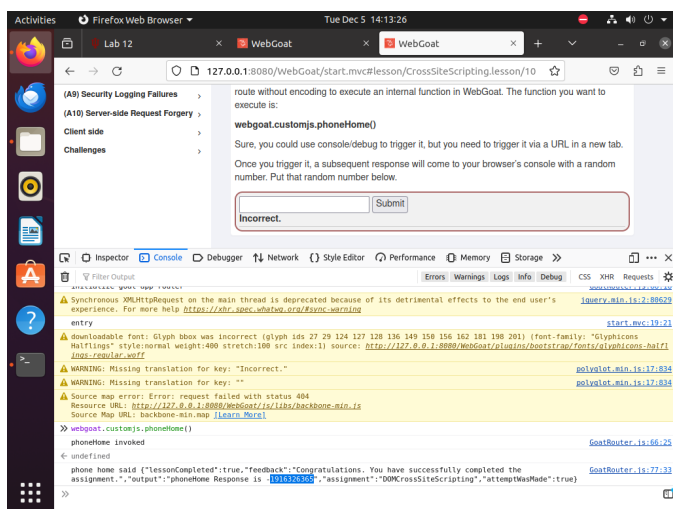 Activities
Firefox Web Browser
Tue Dec 5 14:13:26
Lab 12
WebGoat
WebGoat
127.0.0.1:8080/WebGoat/start.mvc#lesson/CrossSiteScripting.lesson/10
(A9) Security Logging Failures
(A10) Server-side Request Forgery
Client side
Challenges
route without encoding to execute an internal function in WebGoat. The function you want to
execute is:
webgoat.customjs.phoneHome()
Sure, you could use console/debug to trigger it, but you need to trigger it via a URL in a new tab.
Once you trigger it, a subsequent response will come to your browser's console with a random
number. Put that random number below.
Submit
Incorrect.
Inspector Console Debugger Network {} Style Editor Performance Memory Storage
Filter Output
Errors Warnings Logs Info Debug CSS XHR Requests
Synchronous XMLHttpRequest on the main thread is deprecated because of its detrimental effects to the end user's jquery.min.js:2:80629
experience. For more help https://xhr.spec.whatwg.org/#sync-warning
entry start.mvc:19:21
downloadable font: Glyph bbox was incorrect (glyph ids 27 29 124 127 128 136 149 150 156 162 181 198 201) (font-family: "Glyphicons
Halflings" style:normal weight:400 stretch:100 src index:1) source: http://127.0.0.1:8080/WebGoat/plugins/bootstrap/fonts/glyphicons-halfl
ings-regular.woff
WARNING: Missing translation for key: "Incorrect." polyglot.min.js:17:834
WARNING: Missing translation for key: "" polyglot.min.js:17:834
Source map error: Error: request failed with status 404
Resource URL: http://127.0.0.1:8080/WebGoat/js/libs/backbone-min.js
Source Map URL: backbone-min.map [Learn More]
webgoat.customjs.phoneHome()
phoneHome invoked GoatRouter.js:66:25
undefined
phone home said {"lessonCompleted":true,"feedback":"Congratulations. You have successfully completed the GoatRouter.js:77:33
assignment.","output":"phoneHome Response is -1916326365","assignment":"DOMCrossSiteScripting","attemptWasMade":true}